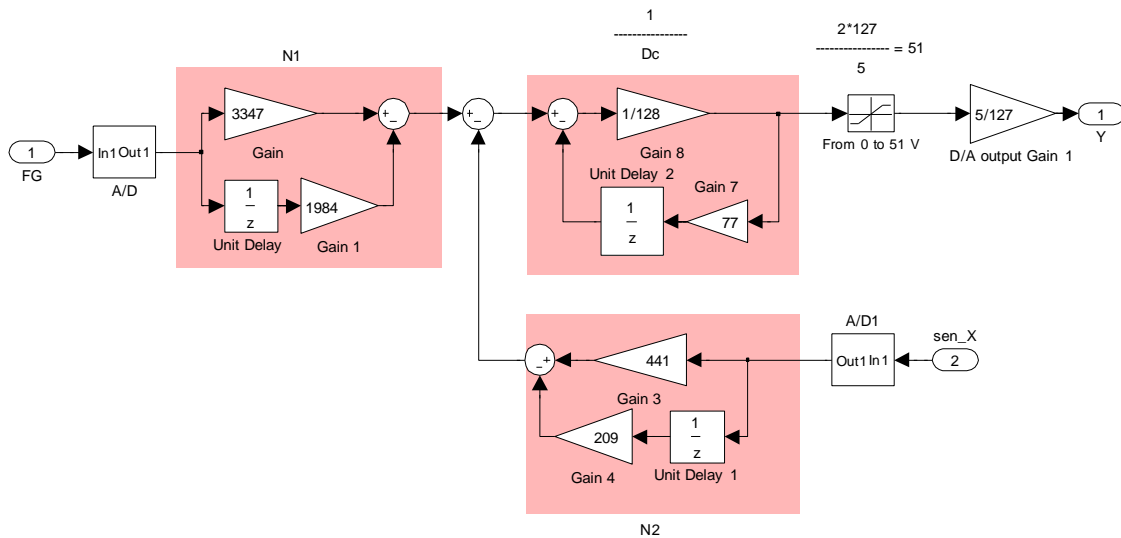 1
----------------
Dc
2*127
---------------- = 51
5
N1
3347
Gain
1
FG
In1 Out1
A/D
1
z
Unit Delay
1984
Gain 1
+
−
+
−
+
−
1/128
Gain 8
Unit Delay 2
1
z
Gain 7
77
From 0 to 51 V
5/127
D/A output Gain 1
1
Y
− +
−
441
Gain 3
209
Gain 4
1
z
Unit Delay 1
A/D1
Out1 In1
sen_X
2
N2